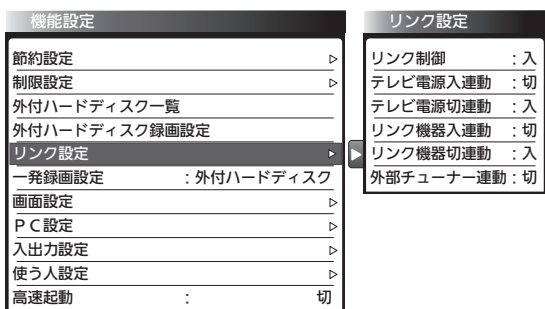 機能設定
節約設定 ▷
制限設定 ▷
外付ハードディスク一覧
外付ハードディスク録画設定
リンク設定 ▷
一発録画設定 :外付ハードディスク
画面設定 ▷
PC設定 ▷
入出力設定 ▷
使う人設定 ▷
高速起動 : 切
リンク設定
リンク制御 :入
テレビ電源入連動 :切
テレビ電源切連動 :入
リンク機器入連動 :切
リンク機器切連動 :入
外部チューナー連動:切